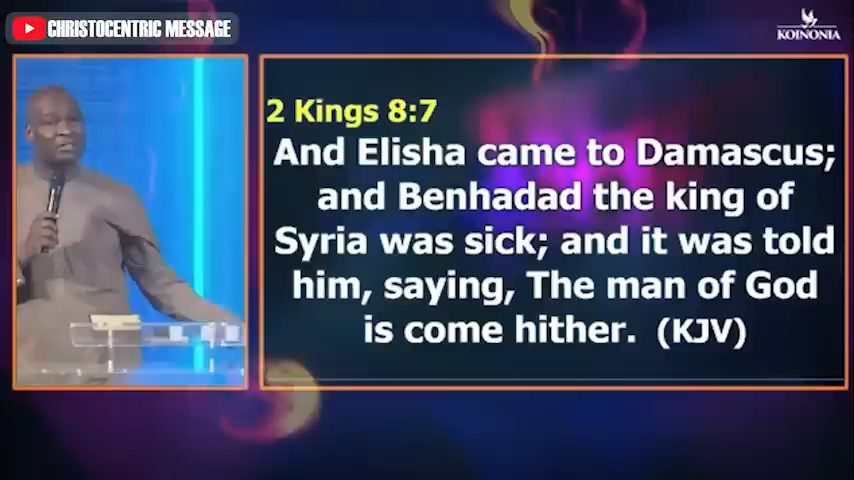 CHRISTOCENTRIC MESSAGE
KOINONIA
2 Kings 8:7
And Elisha came to Damascus;
and Benhadad the king of
Syria was sick; and it was told
him, saying, The man of God
is come hither. (KJV)